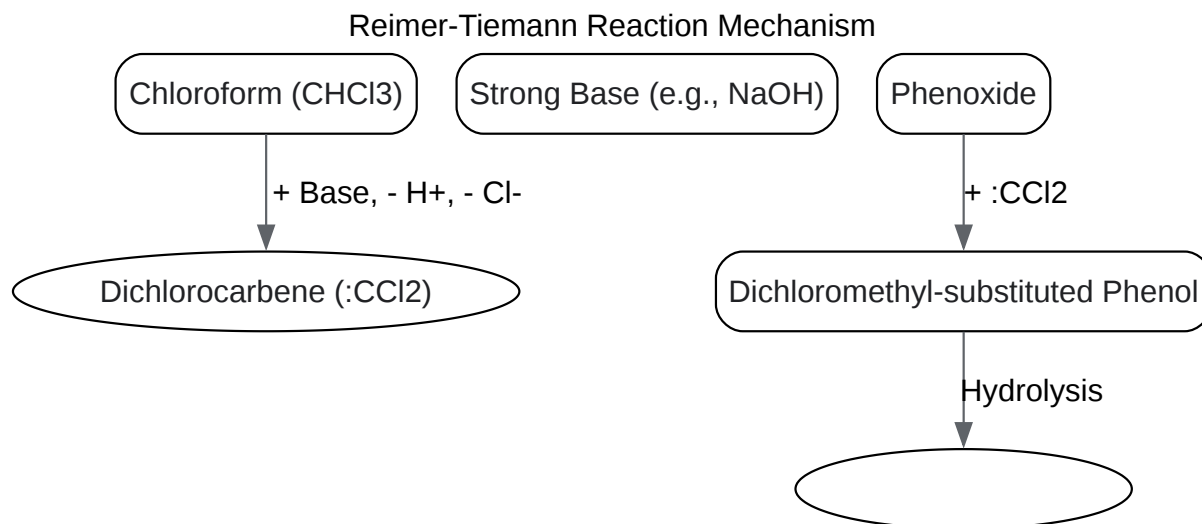 Reimer-Tiemann Reaction Mechanism
Chloroform (CHCl3)
Strong Base (e.g., NaOH)
Phenoxide
+ Base, - H+, - Cl-
+ :CCl2
Dichlorocarbene (:CCl2)
Dichloromethyl-substituted Phenol
Hydrolysis